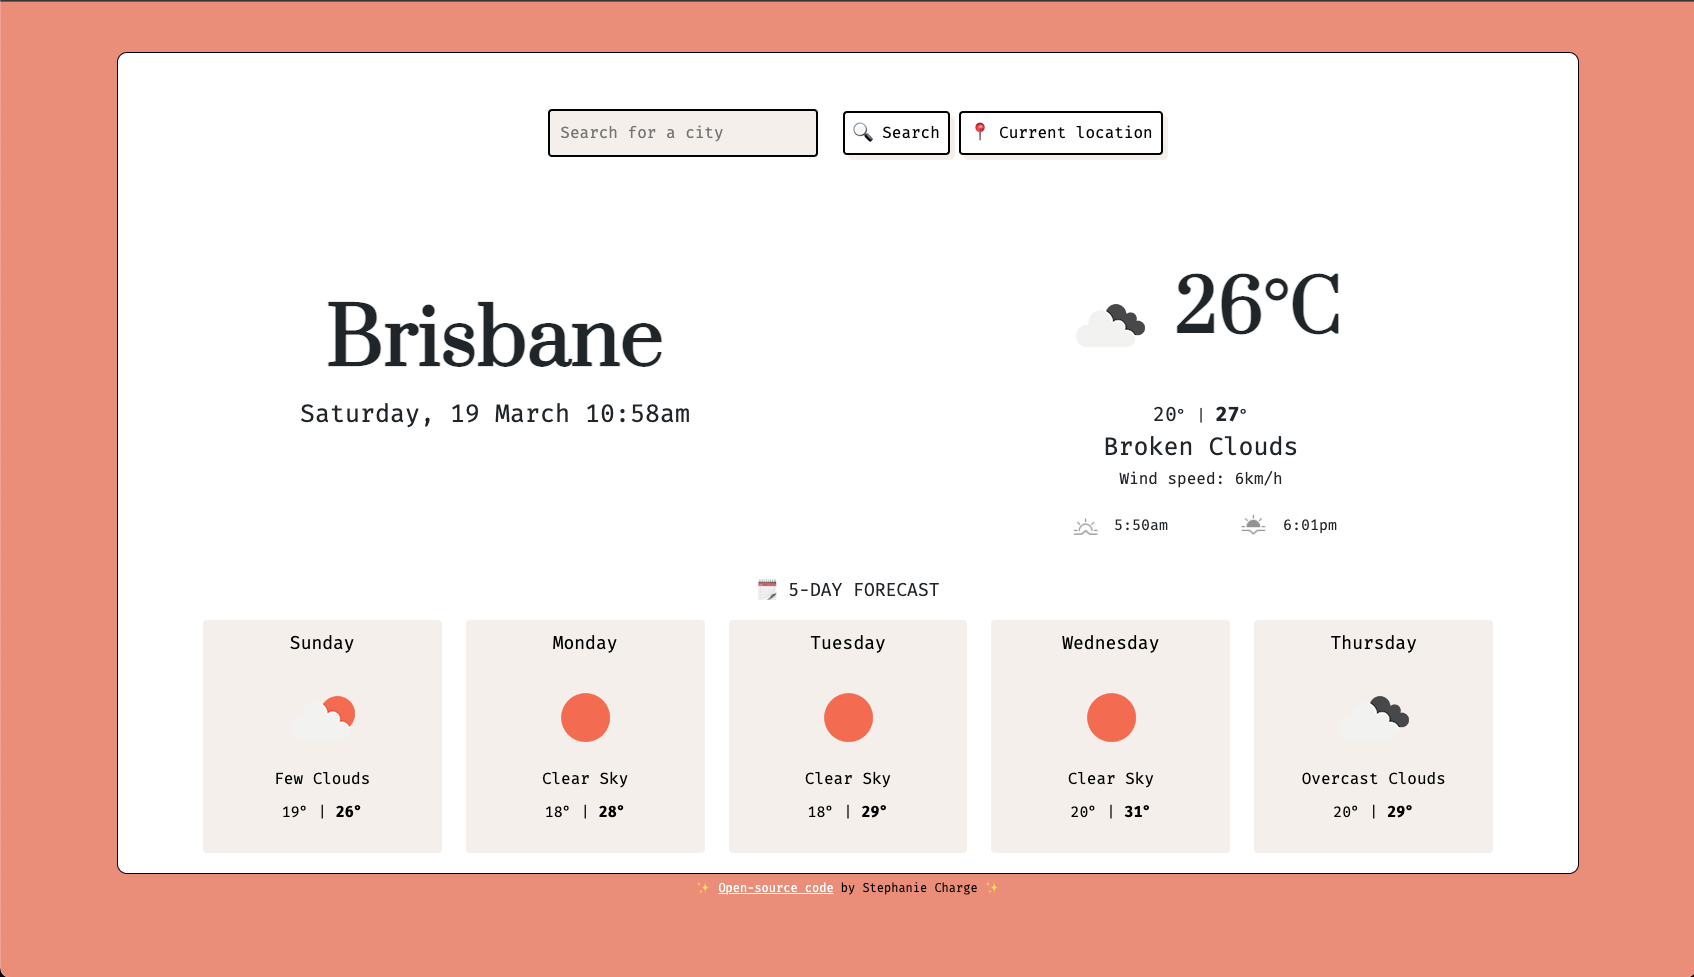 Search for a city
🔍 Search
📍 Current location
Brisbane
Saturday, 19 March 10:58am
26°C
20° | 27°
Broken Clouds
Wind speed: 6km/h
5:50am
6:01pm
🗓️ 5-DAY FORECAST
Sunday
Few Clouds
19° | 26°
Monday
Clear Sky
18° | 28°
Tuesday
Clear Sky
18° | 29°
Wednesday
Clear Sky
20° | 31°
Thursday
Overcast Clouds
20° | 29°
✨ Open-source code by Stephanie Charge ✨